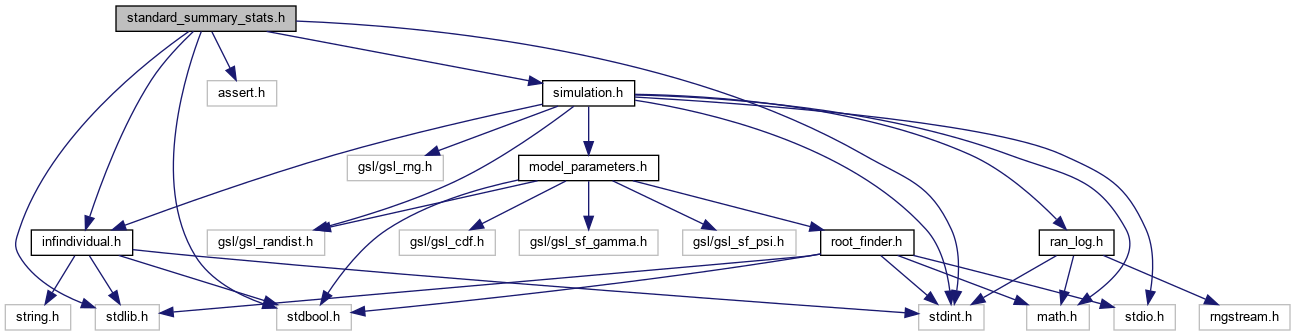 standard_summary_stats.h
assert.h
simulation.h
gsl/gsl_rng.h
model_parameters.h
infindividual.h
gsl/gsl_randist.h
gsl/gsl_cdf.h
gsl/gsl_sf_gamma.h
gsl/gsl_sf_psi.h
root_finder.h
ran_log.h
string.h
stdlib.h
stdbool.h
stdint.h
math.h
stdio.h
rngstream.h